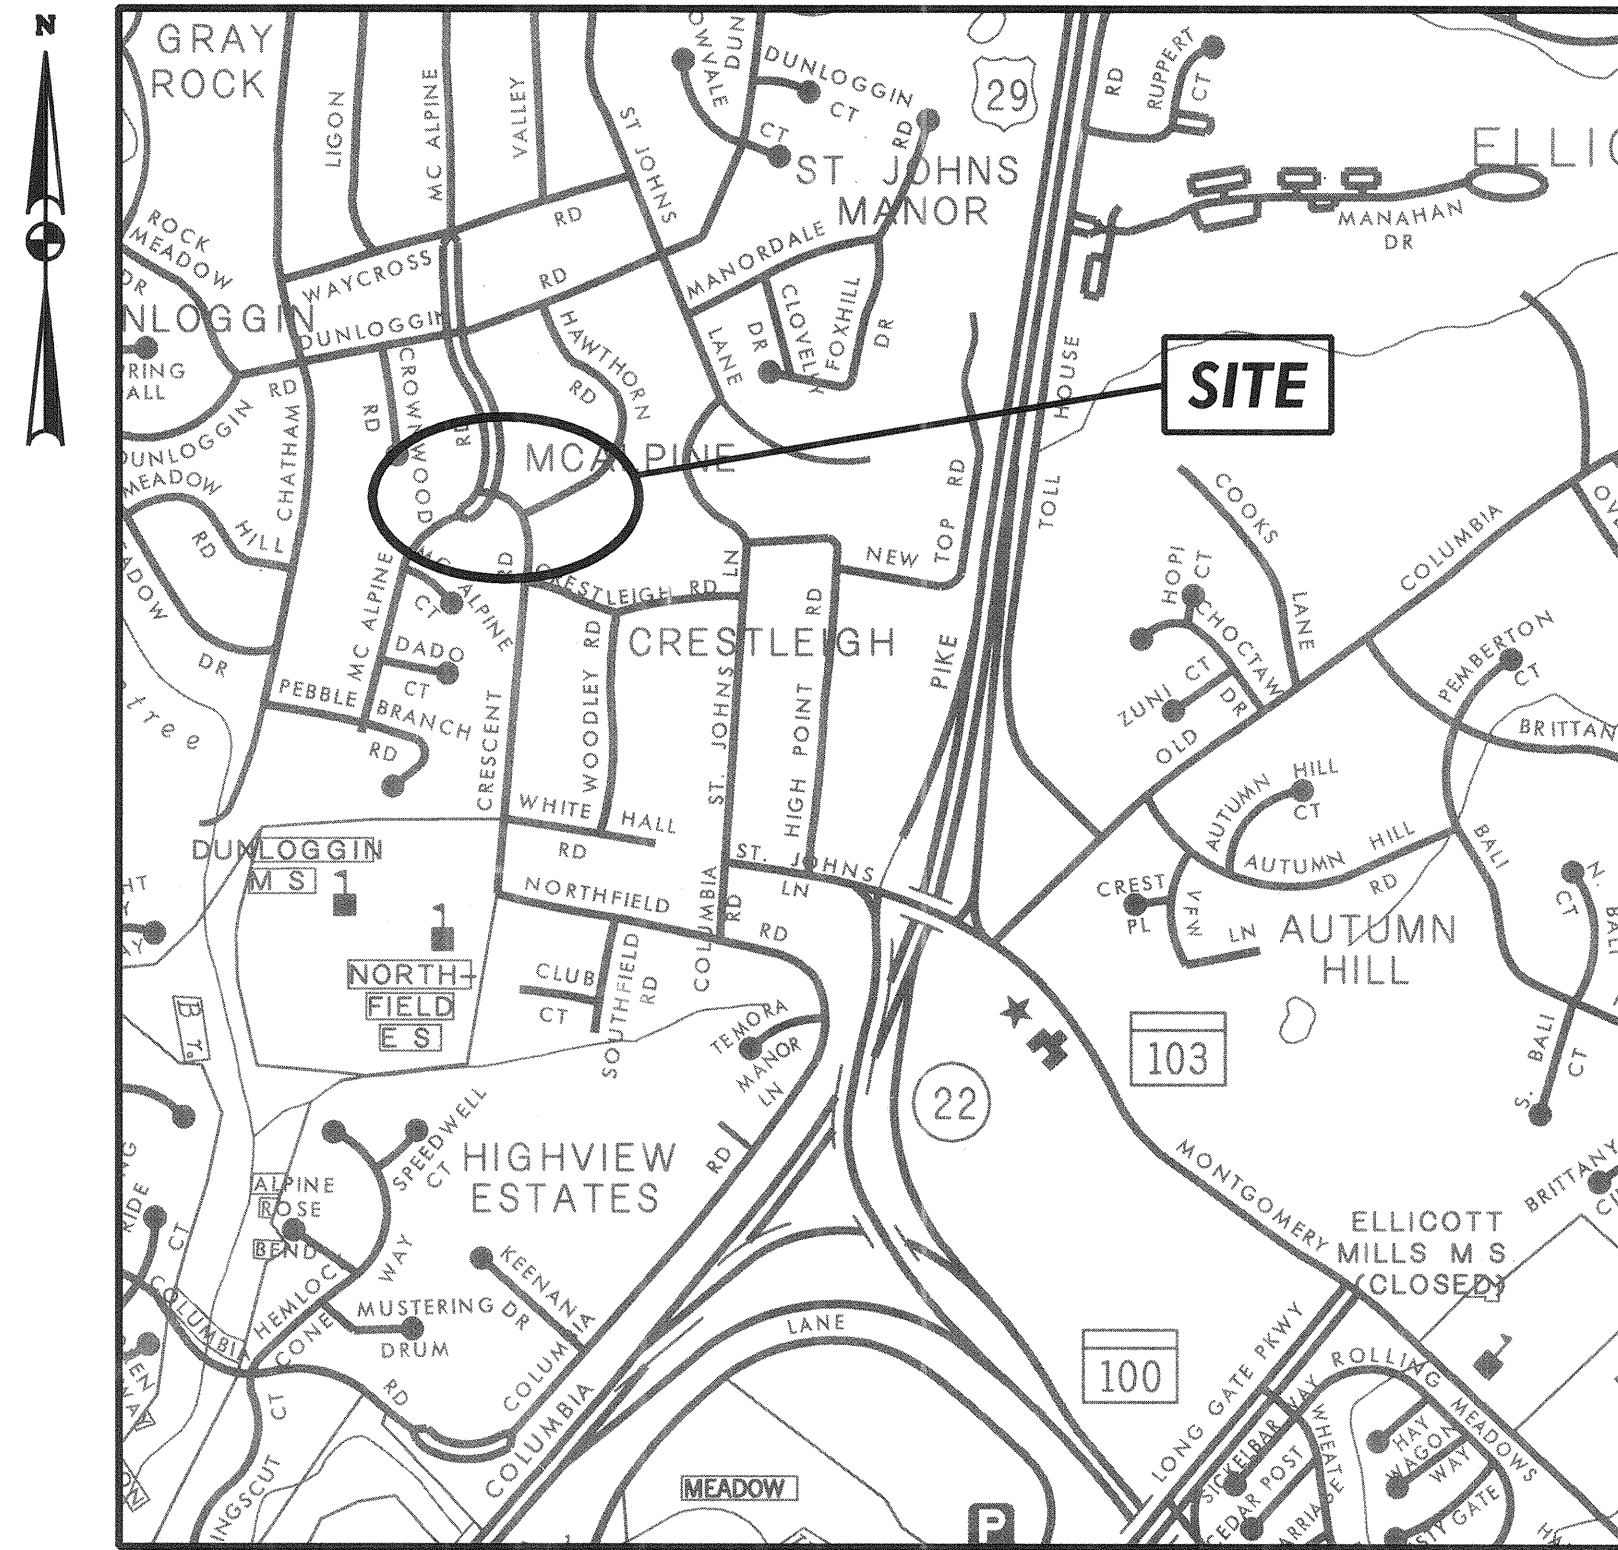 N
GRAY
ROCK
LIGON
MC ALPINE
VALLEY
ST JOHNS
DUNLOGGIN
CT
CT
RD
29
RD
RUPPERT
CT
ST. JOHNS
MANOR
MANAHAN
DR
ROCK
MEADOW
DR
WAYCROSS
RD
DUNLOGGIN
RD
MANORDALE
CLOVELLY
DR
FOXHILL
DR
LANE
HAWTHORN
RD
CROWNWOOD
RD
RD
CHATHAM
RD
DUNLOGGIN
MEADOW
HILL
RD
DR
MCALPINE
SITE
TOLL
HOUSE
PIKE
NEW
TOP
RD
MC ALPINE
MC ALPINE
CT
DADO
CT
PEBBLE
BRANCH
RD
CRESCENT
RD
CRESTLEIGH RD
CRESTLEIGH
WOODLEY RD
ST. JOHNS
LN
HIGH POINT
RD
WHITE HALL
RD
NORTHFIELD
RD
ST. JOHNS
LN
COLUMBIA
RD
SOUTHFIELD
RD
CLUB
CT
DUNLOGGIN
M S
1
1
NORTH-
FIELD
E S
TEMORA
MANOR
LN
COOKS
LANE
HOPI
CT
CHOCTAW
DR
ZUNI CT
OLD
COLUMBIA
PEMBERTON
CT
AUTUMN
HILL
CT
AUTUMN
HILL
RD
CREST
PL
VFW
LN
AUTUMN
HILL
BALI
N.
BALI
CT
S. BALI
CT
BRITTANY
103
22
MONTGOMERY
HIGHVIEW
ESTATES
SPEEDWELL
CT
ALPINE
ROSE
BEND
HEMLOCK
CONE
WAY
MUSTERING
DRUM
KEENANA
DR
COLUMBIA
RD
COLUMBIA
RD
COLUMBIA
CT
LANE
MEADOW
P
ELLICOTT
MILLS M S
(CLOSED)
1
100
LONG GATE PKWY
ROLLING MEADOWS
SICKELBAR WAY
CEDAR POST
HAY
WAGON
WAY